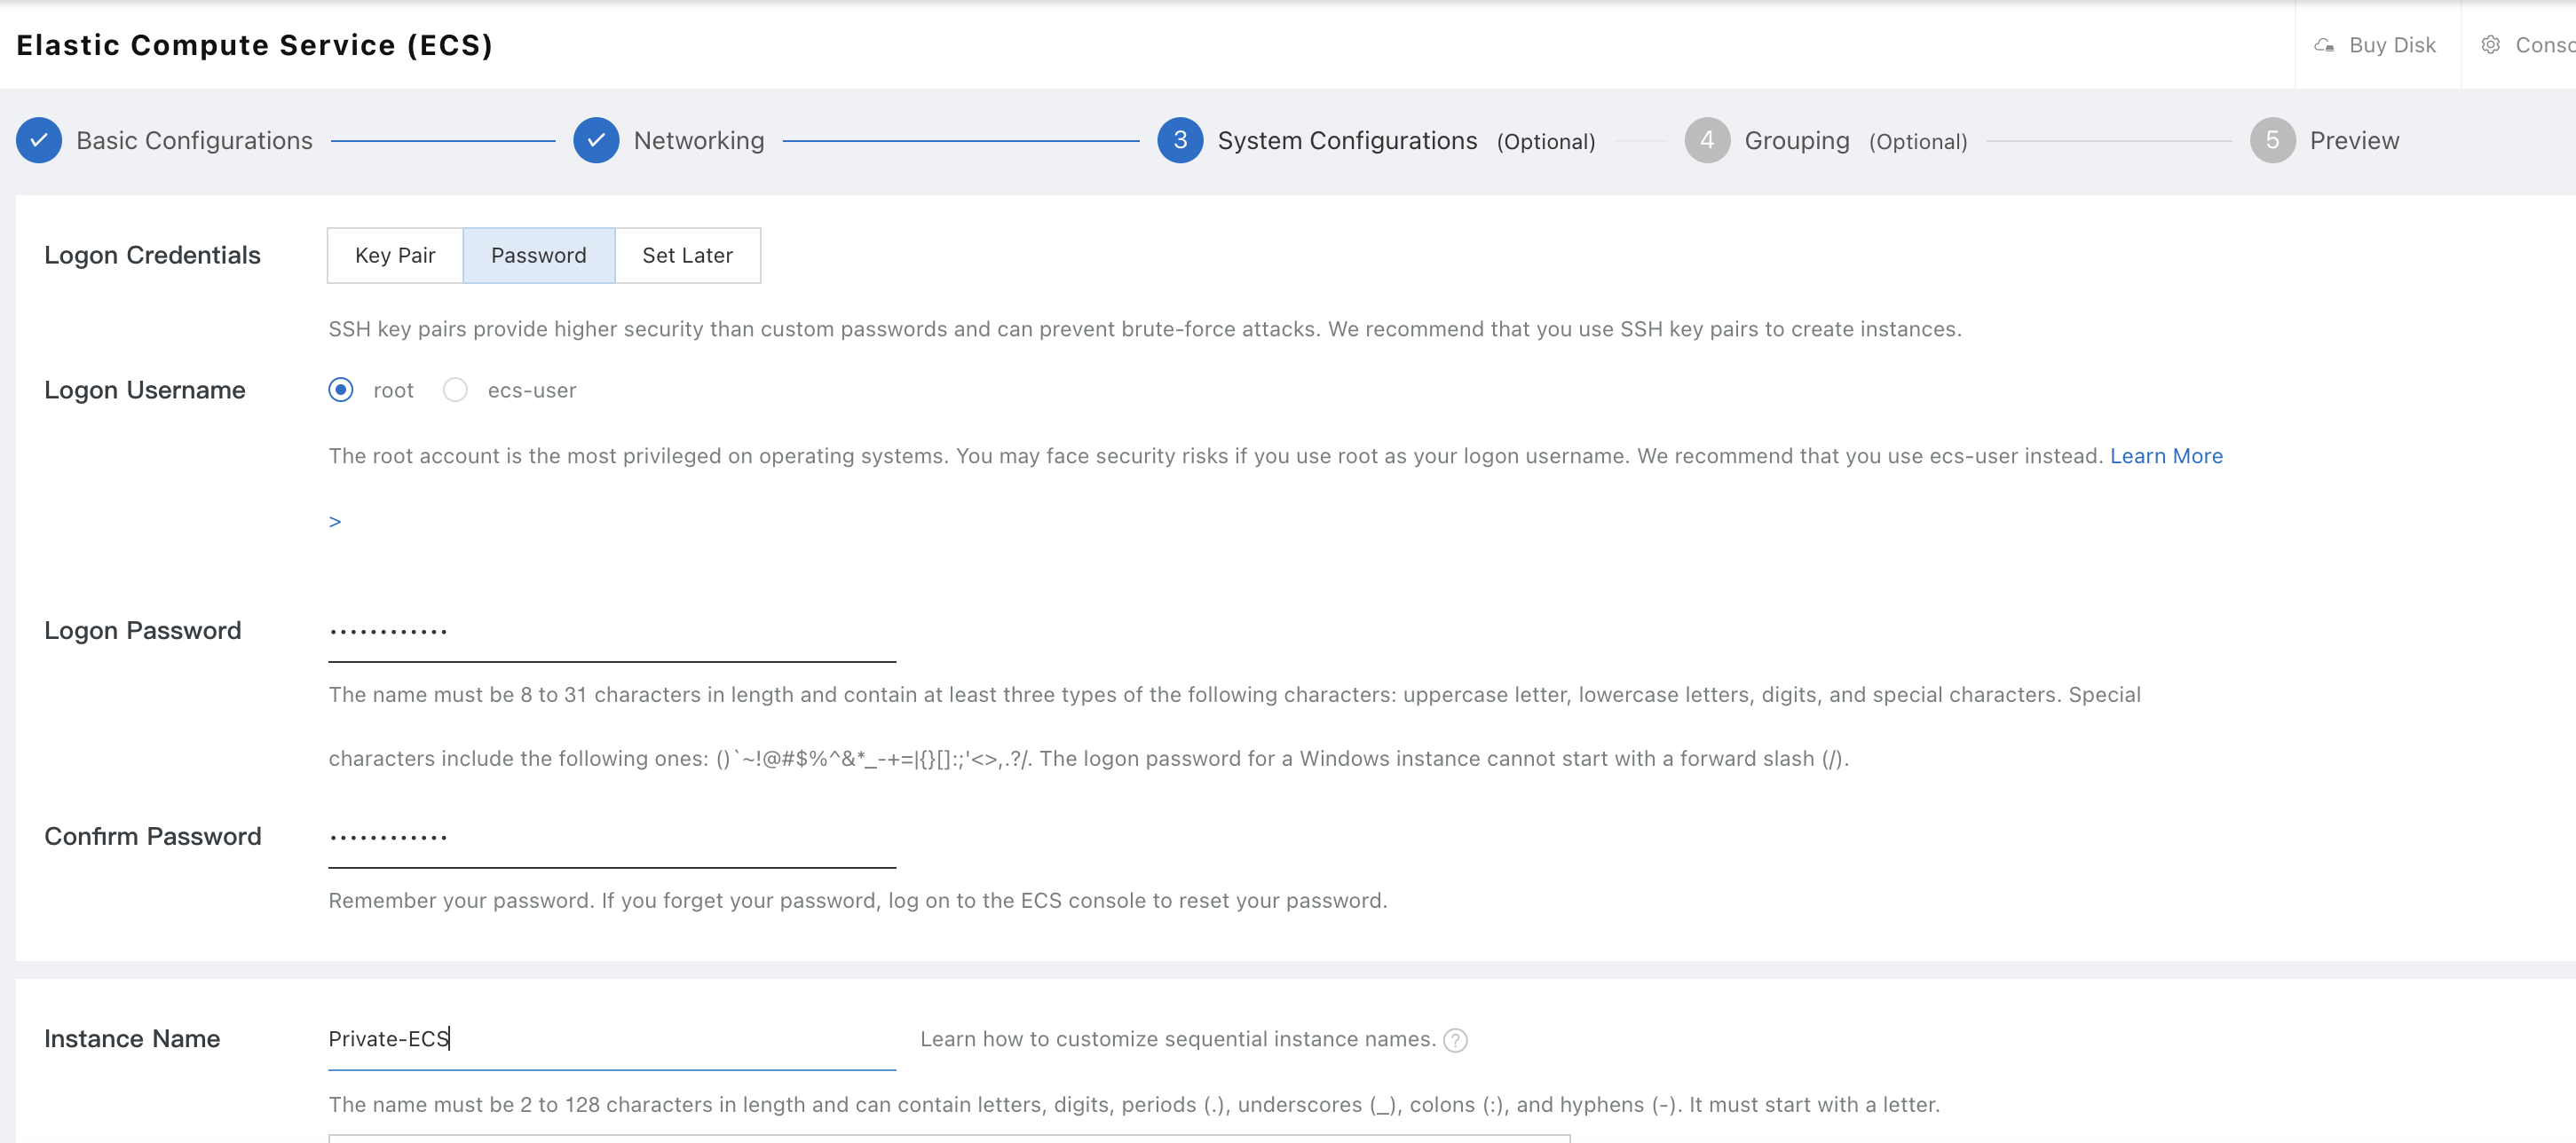 Elastic Compute Service (ECS)
Buy Disk
Basic Configurations
Networking
3 System Configurations (Optional)
4 Grouping (Optional)
5 Preview
Logon Credentials
Key Pair Password Set Later
SSH key pairs provide higher security than custom passwords and can prevent brute-force attacks. We recommend that you use SSH key pairs to create instances.
Logon Username
root ecs-user
The root account is the most privileged on operating systems. You may face security risks if you use root as your logon username. We recommend that you use ecs-user instead. Learn More
>
Logon Password
••••••••••••
The name must be 8 to 31 characters in length and contain at least three types of the following characters: uppercase letter, lowercase letters, digits, and special characters. Special
characters include the following ones: ()`~!@#$%^&*_-+=|{}[]:;'<>,.?/. The logon password for a Windows instance cannot start with a forward slash (/).
Confirm Password
••••••••••••
Remember your password. If you forget your password, log on to the ECS console to reset your password.
Instance Name
Private-ECS
Learn how to customize sequential instance names. ?
The name must be 2 to 128 characters in length and can contain letters, digits, periods (.), underscores (_), colons (:), and hyphens (-). It must start with a letter.